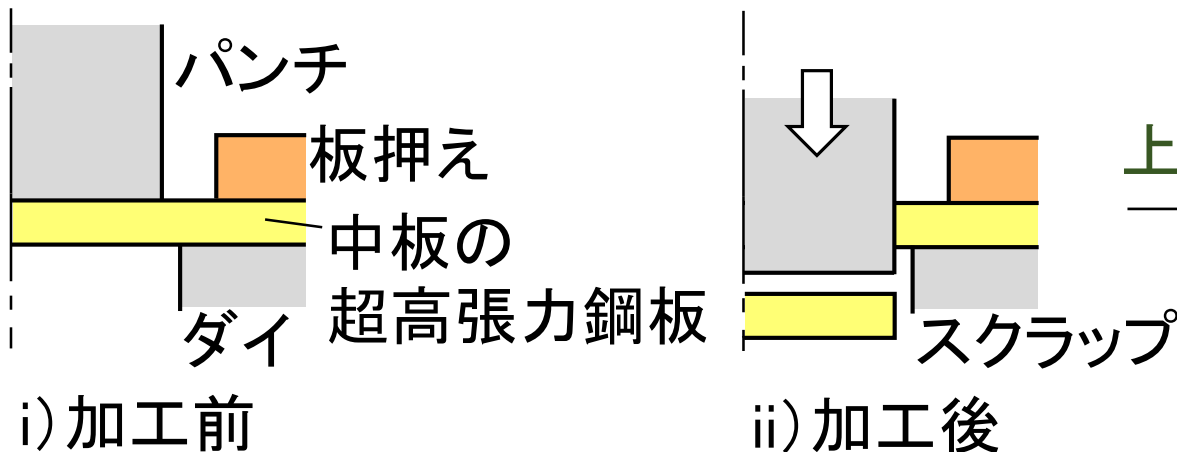 パンチ
板押え
中板の
超高張力鋼板
ダイ
i)加工前
スクラップ
ii)加工後
上